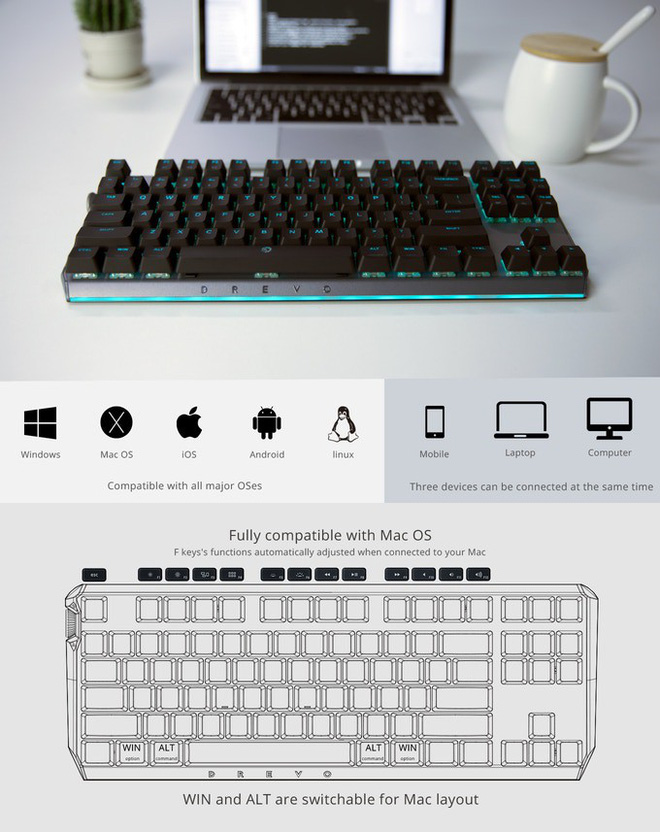 D R E V O
Windows
Mac OS
iOS
Android
linux
Compatible with all major OSes
Mobile
Laptop
Computer
Three devices can be connected at the same time
Fully compatible with Mac OS
F keys's functions automatically adjusted when connected to your Mac
esc
WIN
option
ALT
command
ALT
command
WIN
option
D R E V O
WIN and ALT are switchable for Mac layout